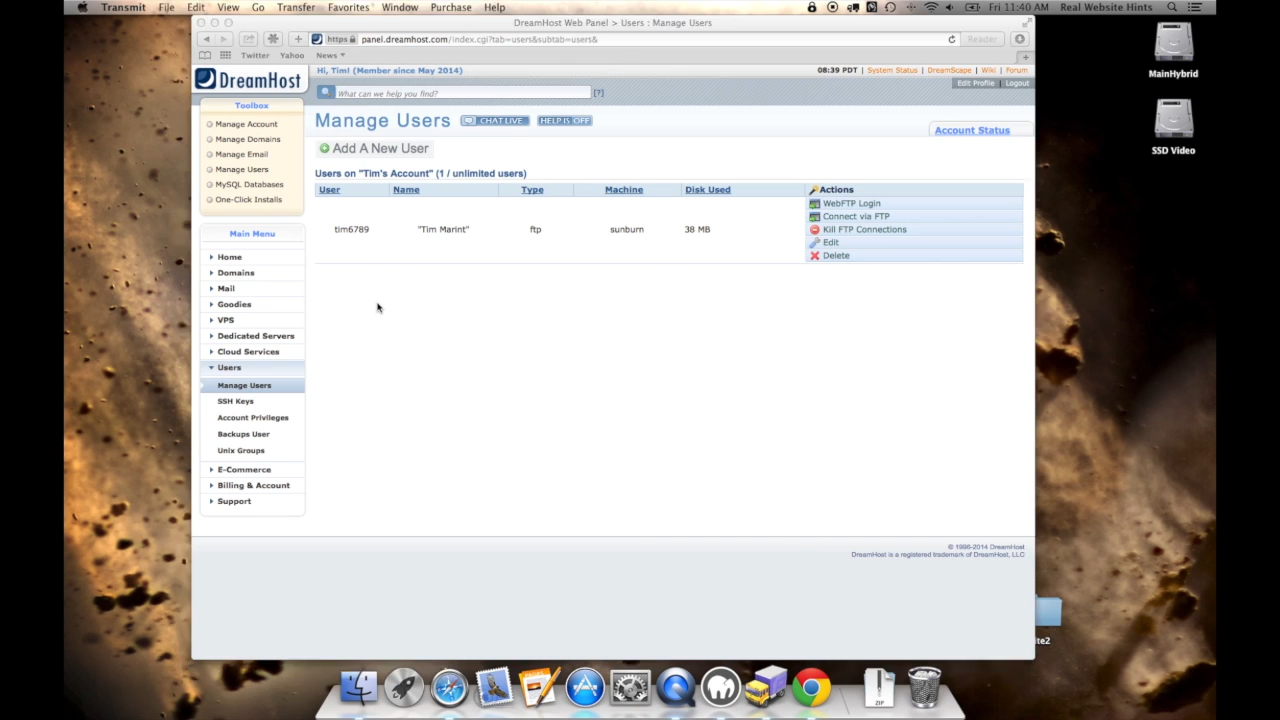 Transmit File Edit View Go Transfer Favorites Window Purchase Help Fri 11:40 AM Real Website Hints
DreamHost Web Panel > Users : Manage Users
https panel.dreamhost.com/index.cgi?tab=users&subtab=users& Reader
Twitter Yahoo News
DreamHost
Hi, Tim! (Member since May 2014)
08:39 PDT | System Status | DreamScape | Wiki | Forum
Edit Profile | Logout
What can we help you find? [?]
Toolbox
Manage Account
Manage Domains
Manage Email
Manage Users
MySQL Databases
One-Click Installs
Main Menu
Home
Domains
Mail
Goodies
VPS
Dedicated Servers
Cloud Services
Users
Manage Users
SSH Keys
Account Privileges
Backups User
Unix Groups
E-Commerce
Billing & Account
Support
Manage Users CHAT LIVE HELP IS OFF
Account Status
Add A New User
Users on "Tim's Account" (1 / unlimited users)
User Name Type Machine Disk Used Actions
tim6789 "Tim Marint" ftp sunburn 38 MB
WebFTP Login
Connect via FTP
Kill FTP Connections
Edit
Delete
© 1996-2014 DreamHost
DreamHost is a registered trademark of DreamHost, LLC
MainHybrid
SSD Video
ite2
ZIP